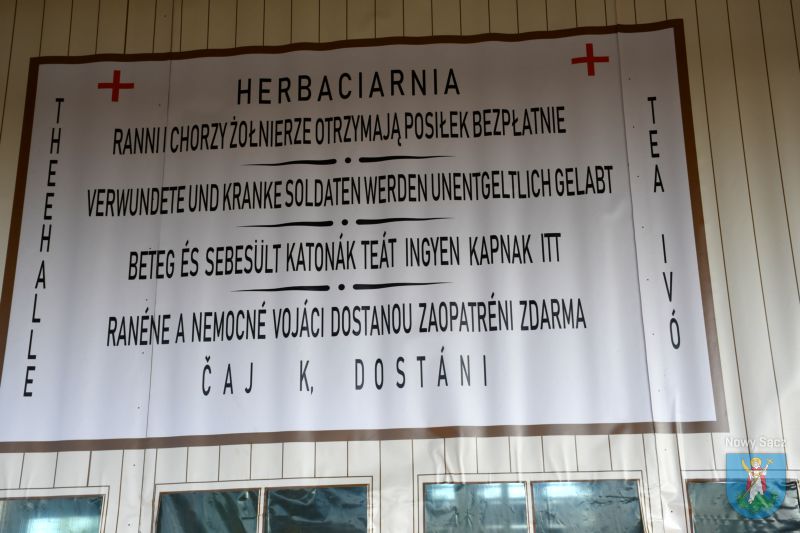 HERBACIARNIA
RANNI I CHORZY ŻOŁNIERZE OTRZYMAJĄ POSIŁEK BEZPŁATNIE
VERWUNDETE UND KRANKE SOLDATEN WERDEN UNENTGELTLICH GELABT
BETEG ÉS SEBESÜLT KATONÁK TEÁT INGYEN KAPNAK ITT
RANÉNE A NEMOCNÉ VOJÁCI DOSTANOU ZAOPATRÉNI ZDARMA
ČAJ K, DOSTÁNI
THEEHALLE
TEA IVÓ
Nowy Sącz